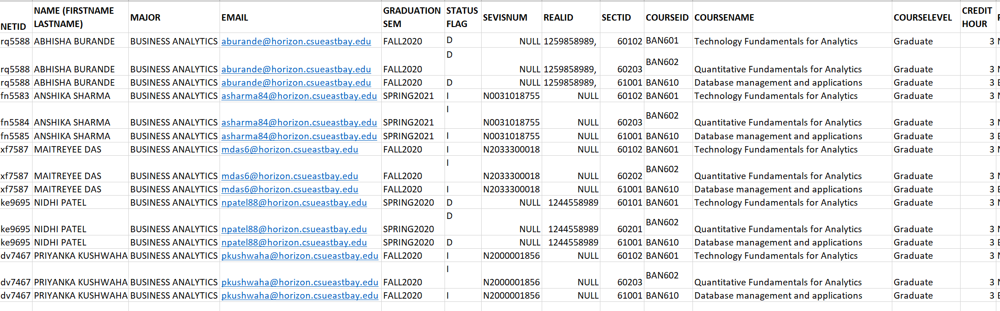 NETID NAME (FIRSTNAME LASTNAME) MAJOR EMAIL GRADUATION SEM STATUS FLAG SEVISNUM REALID SECTID COURSEID COURSENAME COURSELEVEL CREDIT HOUR
rq5588 ABHISHA BURANDE BUSINESS ANALYTICS aburande@horizon.csueastbay.edu FALL2020 D NULL 1259858989, 60102 BAN601 Technology Fundamentals for Analytics Graduate 3
rq5588 ABHISHA BURANDE BUSINESS ANALYTICS aburande@horizon.csueastbay.edu FALL2020 D NULL 1259858989, 60203 BAN602 Quantitative Fundamentals for Analytics Graduate 3
rq5588 ABHISHA BURANDE BUSINESS ANALYTICS aburande@horizon.csueastbay.edu FALL2020 D NULL 1259858989, 61001 BAN610 Database management and applications Graduate 3
fn5583 ANSHIKA SHARMA BUSINESS ANALYTICS asharma84@horizon.csueastbay.edu SPRING2021 I N0031018755 NULL 60102 BAN601 Technology Fundamentals for Analytics Graduate 3
fn5584 ANSHIKA SHARMA BUSINESS ANALYTICS asharma84@horizon.csueastbay.edu SPRING2021 I N0031018755 NULL 60203 BAN602 Quantitative Fundamentals for Analytics Graduate 3
fn5585 ANSHIKA SHARMA BUSINESS ANALYTICS asharma84@horizon.csueastbay.edu SPRING2021 I N0031018755 NULL 61001 BAN610 Database management and applications Graduate 3
xf7587 MAITREYEE DAS BUSINESS ANALYTICS mdas6@horizon.csueastbay.edu FALL2020 I N2033300018 NULL 60102 BAN601 Technology Fundamentals for Analytics Graduate 3
xf7587 MAITREYEE DAS BUSINESS ANALYTICS mdas6@horizon.csueastbay.edu FALL2020 I N2033300018 NULL 60202 BAN602 Quantitative Fundamentals for Analytics Graduate 3
xf7587 MAITREYEE DAS BUSINESS ANALYTICS mdas6@horizon.csueastbay.edu FALL2020 I N2033300018 NULL 61001 BAN610 Database management and applications Graduate 3
ke9695 NIDHI PATEL BUSINESS ANALYTICS npatel88@horizon.csueastbay.edu SPRING2020 D NULL 1244558989 60101 BAN601 Technology Fundamentals for Analytics Graduate 3
ke9695 NIDHI PATEL BUSINESS ANALYTICS npatel88@horizon.csueastbay.edu SPRING2020 D NULL 1244558989 60201 BAN602 Quantitative Fundamentals for Analytics Graduate 3
ke9695 NIDHI PATEL BUSINESS ANALYTICS npatel88@horizon.csueastbay.edu SPRING2020 D NULL 1244558989 61001 BAN610 Database management and applications Graduate 3
dv7467 PRIYANKA KUSHWAHA BUSINESS ANALYTICS pkushwaha@horizon.csueastbay.edu FALL2020 I N2000001856 NULL 60102 BAN601 Technology Fundamentals for Analytics Graduate 3
dv7467 PRIYANKA KUSHWAHA BUSINESS ANALYTICS pkushwaha@horizon.csueastbay.edu FALL2020 I N2000001856 NULL 60203 BAN602 Quantitative Fundamentals for Analytics Graduate 3
dv7467 PRIYANKA KUSHWAHA BUSINESS ANALYTICS pkushwaha@horizon.csueastbay.edu FALL2020 I N2000001856 NULL 61001 BAN610 Database management and applications Graduate 3